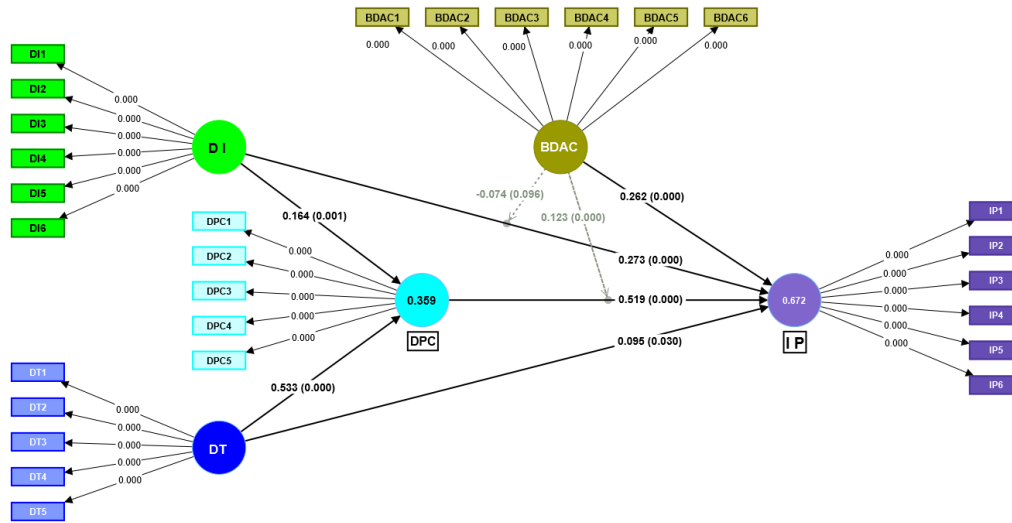 BDAC1 BDAC2 BDAC3 BDAC4 BDAC5 BDAC6
0.000 0.000 0.000 0.000 0.000 0.000
DI1
DI2
DI3
DI4
DI5
DI6
0.000
0.000
0.000
0.000
0.000
0.000
D I
BDAC
-0.074 (0.096)
0.123 (0.000)
0.262 (0.000)
0.164 (0.001)
0.273 (0.000)
DPC1
DPC2
DPC3
DPC4
DPC5
0.000
0.000
0.000
0.000
0.000
0.359
DPC
0.519 (0.000)
0.672
I P
IP1
IP2
IP3
IP4
IP5
IP6
0.000
0.000
0.000
0.000
0.000
0.000
0.095 (0.030)
0.533 (0.000)
DT1
DT2
DT3
DT4
DT5
0.000
0.000
0.000
0.000
0.000
DT